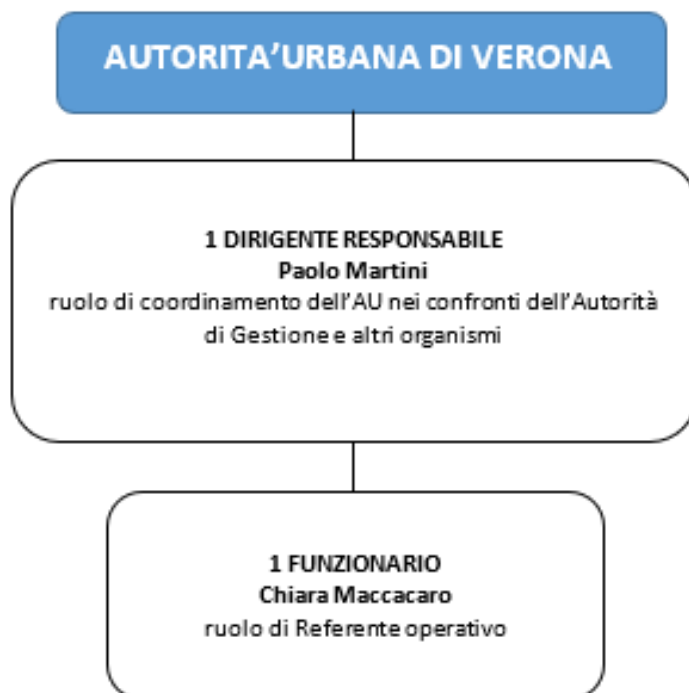 AUTORITA'URBANA DI VERONA
1 DIRIGENTE RESPONSABILE
Paolo Martini
ruolo di coordinamento dell'AU nei confronti dell'Autorità
di Gestione e altri organismi
1 FUNZIONARIO
Chiara Maccacaro
ruolo di Referente operativo